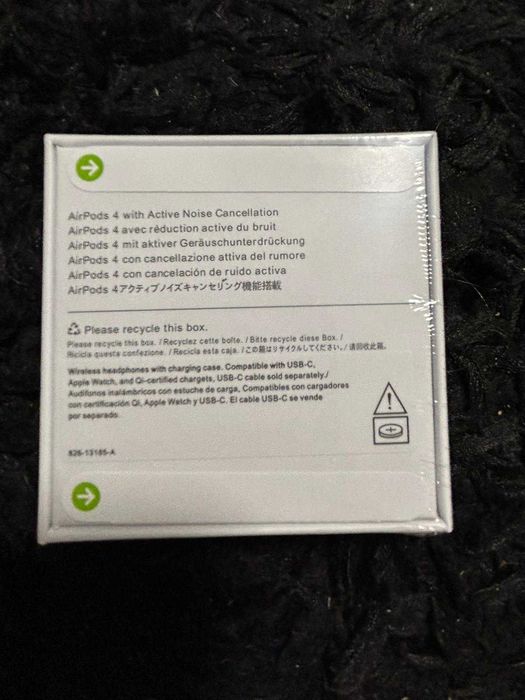 AirPods 4 with Active Noise Cancellation
AirPods 4 avec réduction active du bruit
AirPods 4 mit aktiver Geräuschunterdrückung
AirPods 4 con cancellazione attiva del rumore
AirPods 4 con cancelación de ruido activa
AirPods 4アクティブノイズキャンセリング機能搭載
Please recycle this box.
Please recycle this box. /Recyclez cette boîte. /Bitte recycle diese Box. /
Ricicla questa confezione. /Recicla esta caja. /この箱はリサイクルしてください。/请回收此箱。
Wireless headphones with charging case. Compatible with USB-C,
Apple Watch, and Qi-certified chargets, USB-C cable sold separately./
Audífonos inalámbricos con estuche de carga, Compatibles con cargadores
con certificación Qi, Apple Watch y USB-C. El cable USB-C se vende
por separado.
826-13185-A